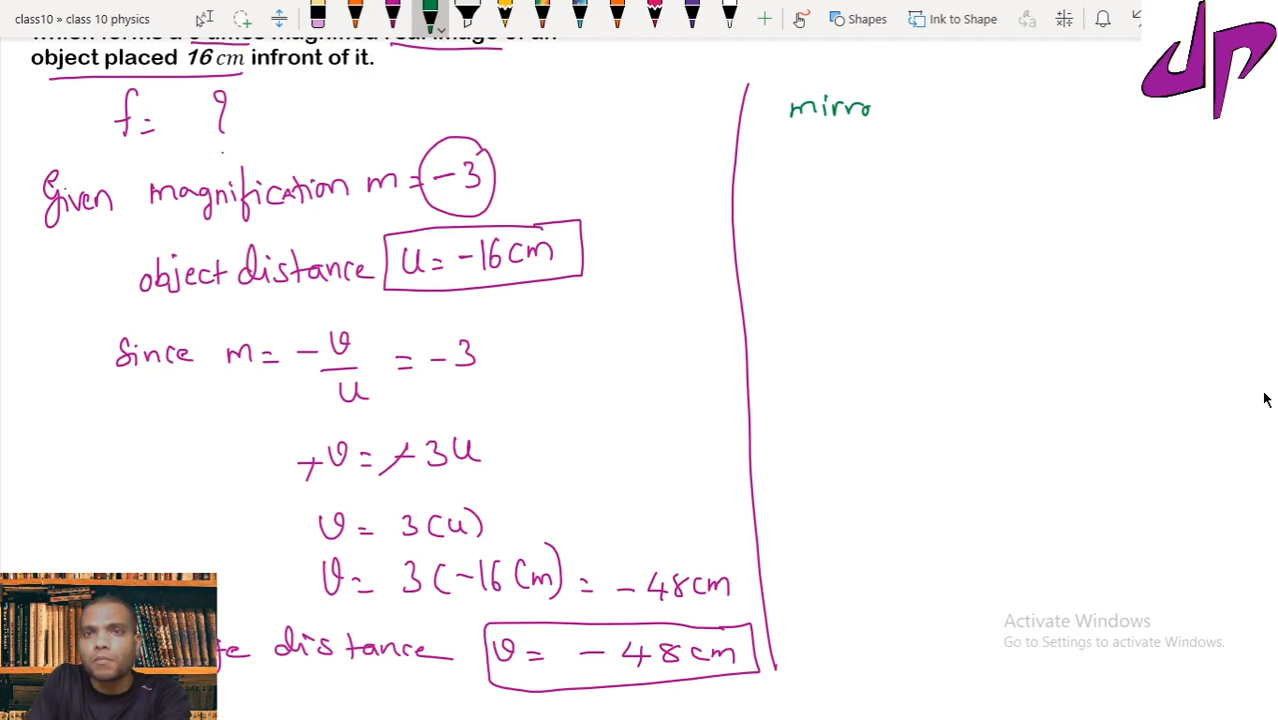 class10 » class 10 physics
Shapes
Ink to Shape
object placed 16 cm infront of it.
f = ?
Given magnification m = -3
object distance u = -16cm
Since m = - v/u = -3
+v = -3u
v = 3(u)
v = 3(-16cm) = -48cm
distance v = -48cm
mirro
dp
Activate Windows
Go to Settings to activate Windows.